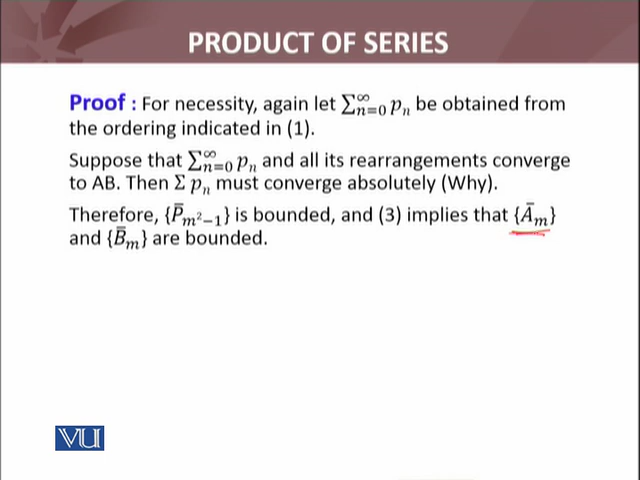 PRODUCT OF SERIES
Proof : For necessity, again let ∑_{n=0}^{∞} p_n be obtained from
the ordering indicated in (1).
Suppose that ∑_{n=0}^{∞} p_n and all its rearrangements converge
to AB. Then Σ p_n must converge absolutely (Why).
Therefore, {P̄_{m²−1}} is bounded, and (3) implies that {Ā_m}
and {B̄_m} are bounded.
VU